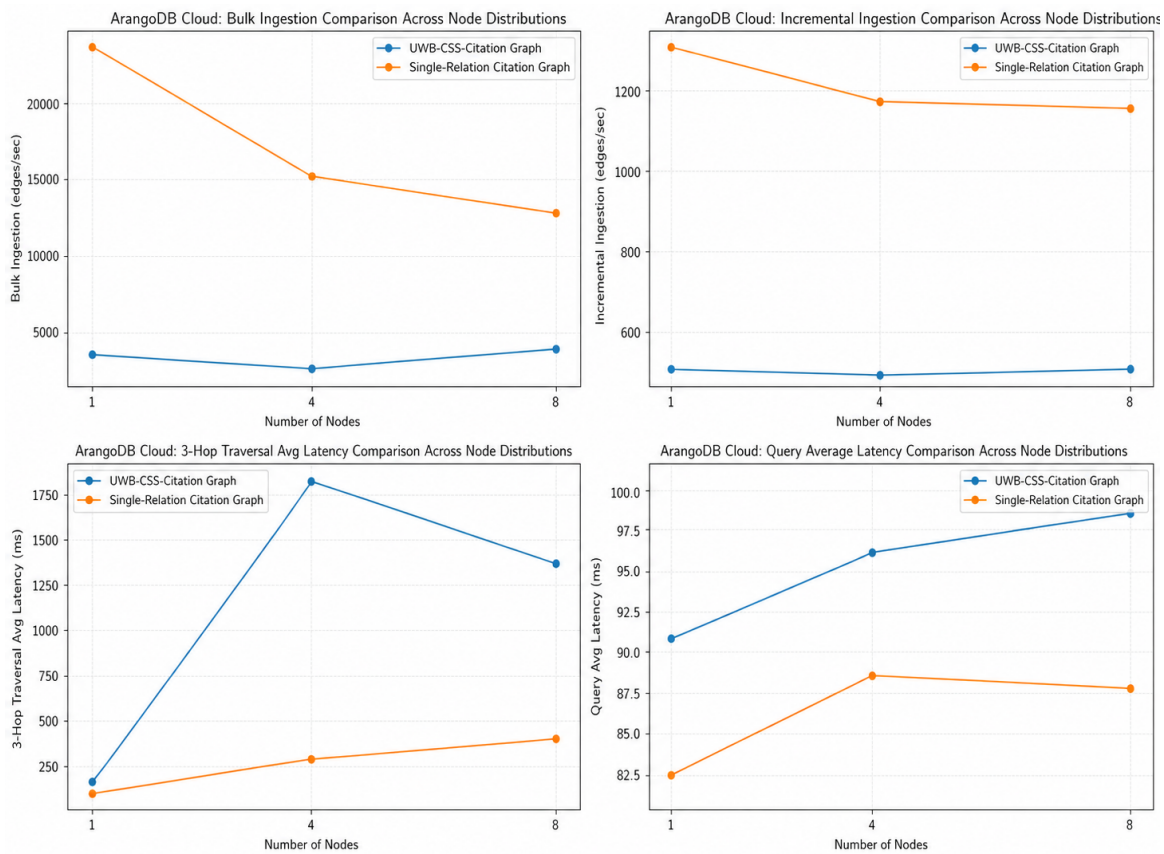 ArangoDB Cloud: Bulk Ingestion Comparison Across Node Distributions
UWB-CSS-Citation Graph
Single-Relation Citation Graph
Bulk Ingestion (edges/sec)
20000
15000
10000
5000
1
4
8
Number of Nodes
ArangoDB Cloud: Incremental Ingestion Comparison Across Node Distributions
UWB-CSS-Citation Graph
Single-Relation Citation Graph
Incremental Ingestion (edges/sec)
1200
1000
800
600
1
4
8
Number of Nodes
ArangoDB Cloud: 3-Hop Traversal Avg Latency Comparison Across Node Distributions
UWB-CSS-Citation Graph
Single-Relation Citation Graph
3-Hop Traversal Avg Latency (ms)
1750
1500
1250
1000
750
500
250
1
4
8
Number of Nodes
ArangoDB Cloud: Query Average Latency Comparison Across Node Distributions
UWB-CSS-Citation Graph
Single-Relation Citation Graph
Query Avg Latency (ms)
100.0
97.5
95.0
92.5
90.0
87.5
85.0
82.5
1
4
8
Number of Nodes